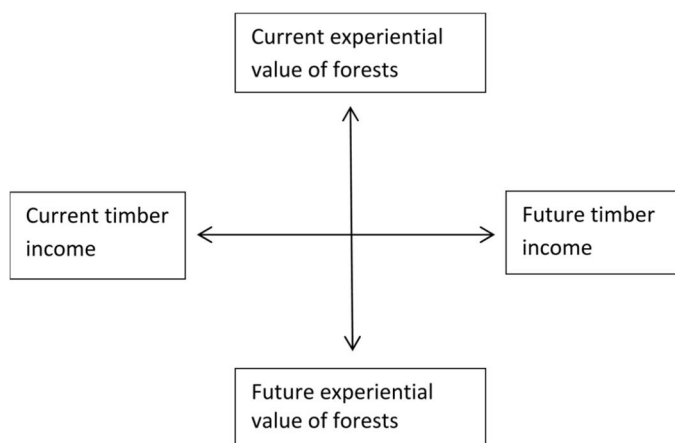 Current experiential
value of forests
Current timber
income
Future timber
income
Future experiential
value of forests